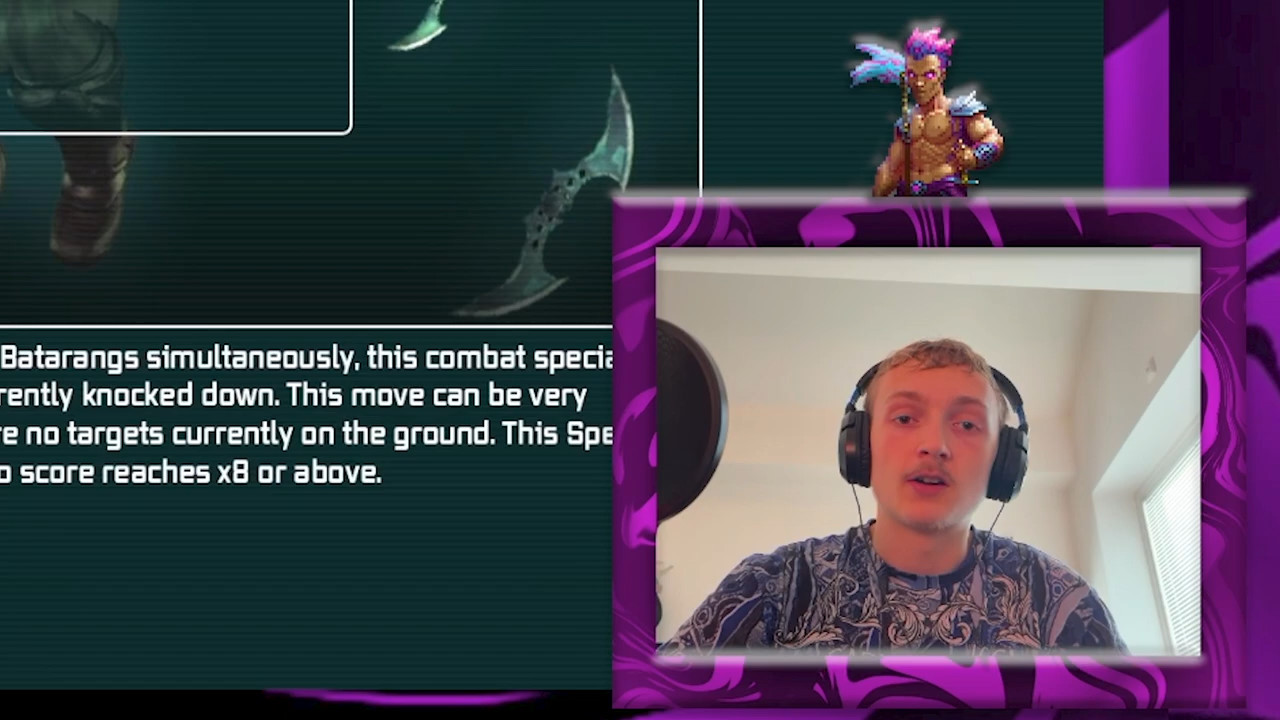 Batarangs simultaneously, this combat specia
rently knocked down. This move can be very
re no targets currently on the ground. This Spe
o score reaches x8 or above.